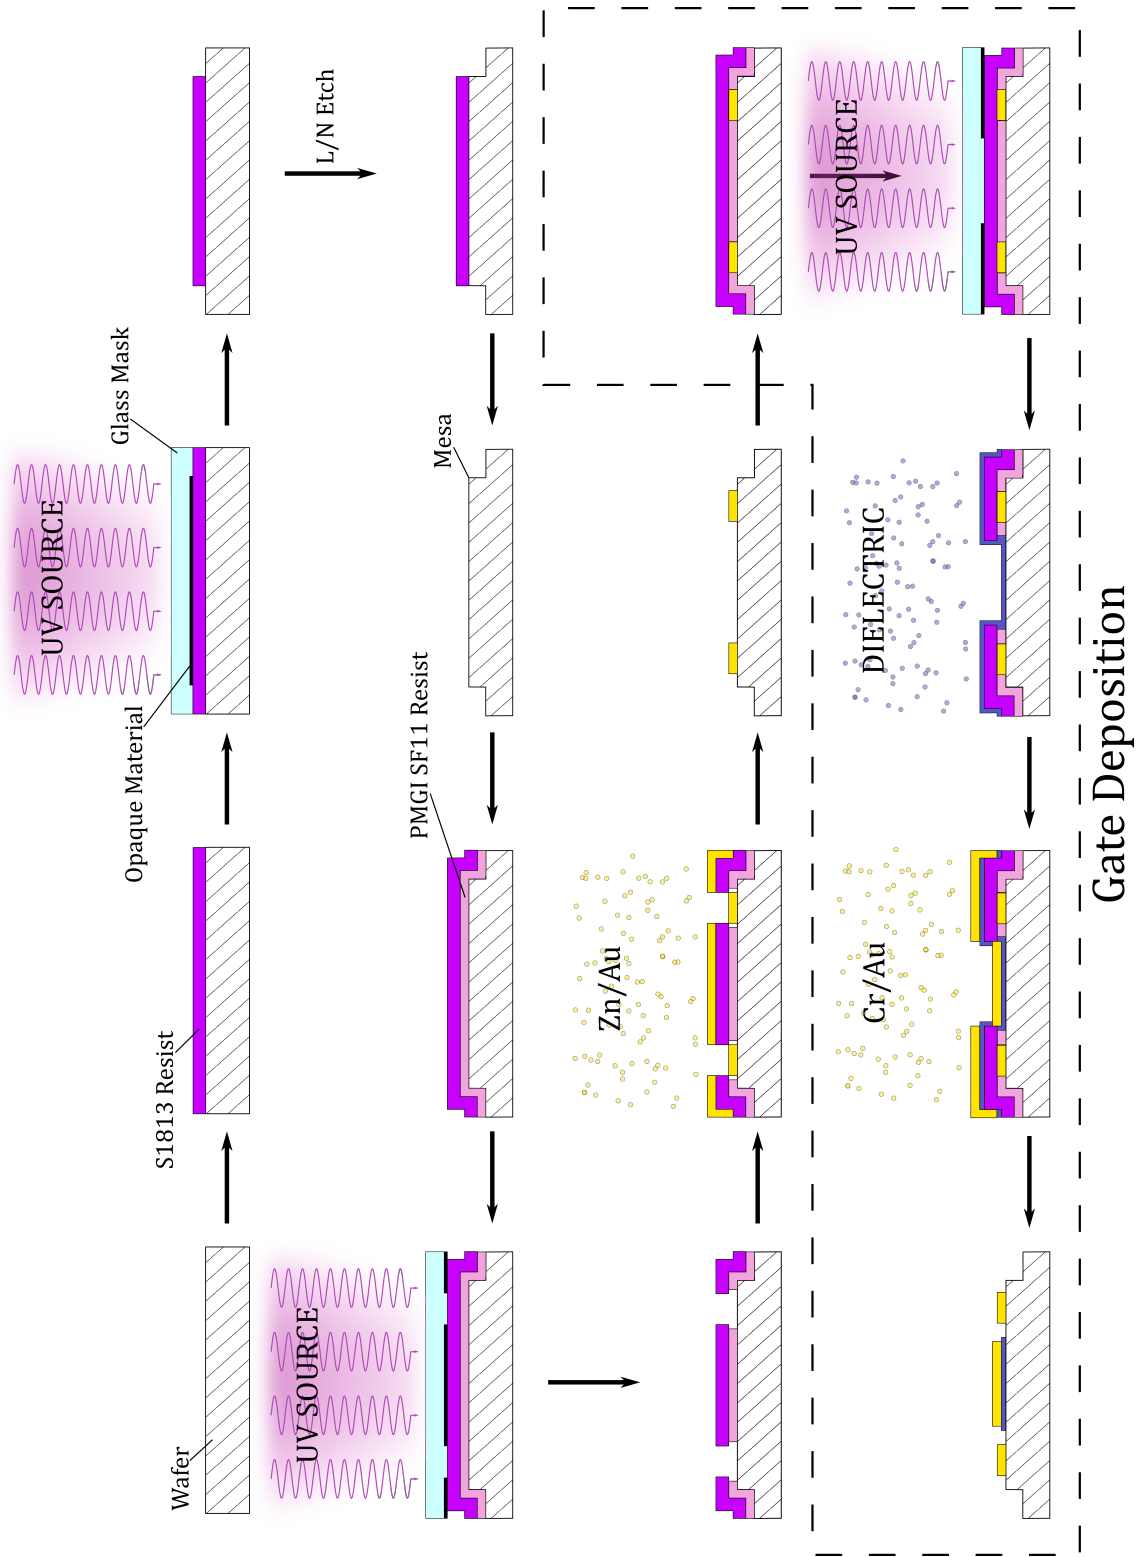 Wafer
S1813 Resist
Opaque Material
UV SOURCE
Glass Mask
L/N Etch
Mesa
PMGI SF11 Resist
UV SOURCE
Zn/Au
UV SOURCE
DIELECTRIC
Cr/Au
Gate Deposition